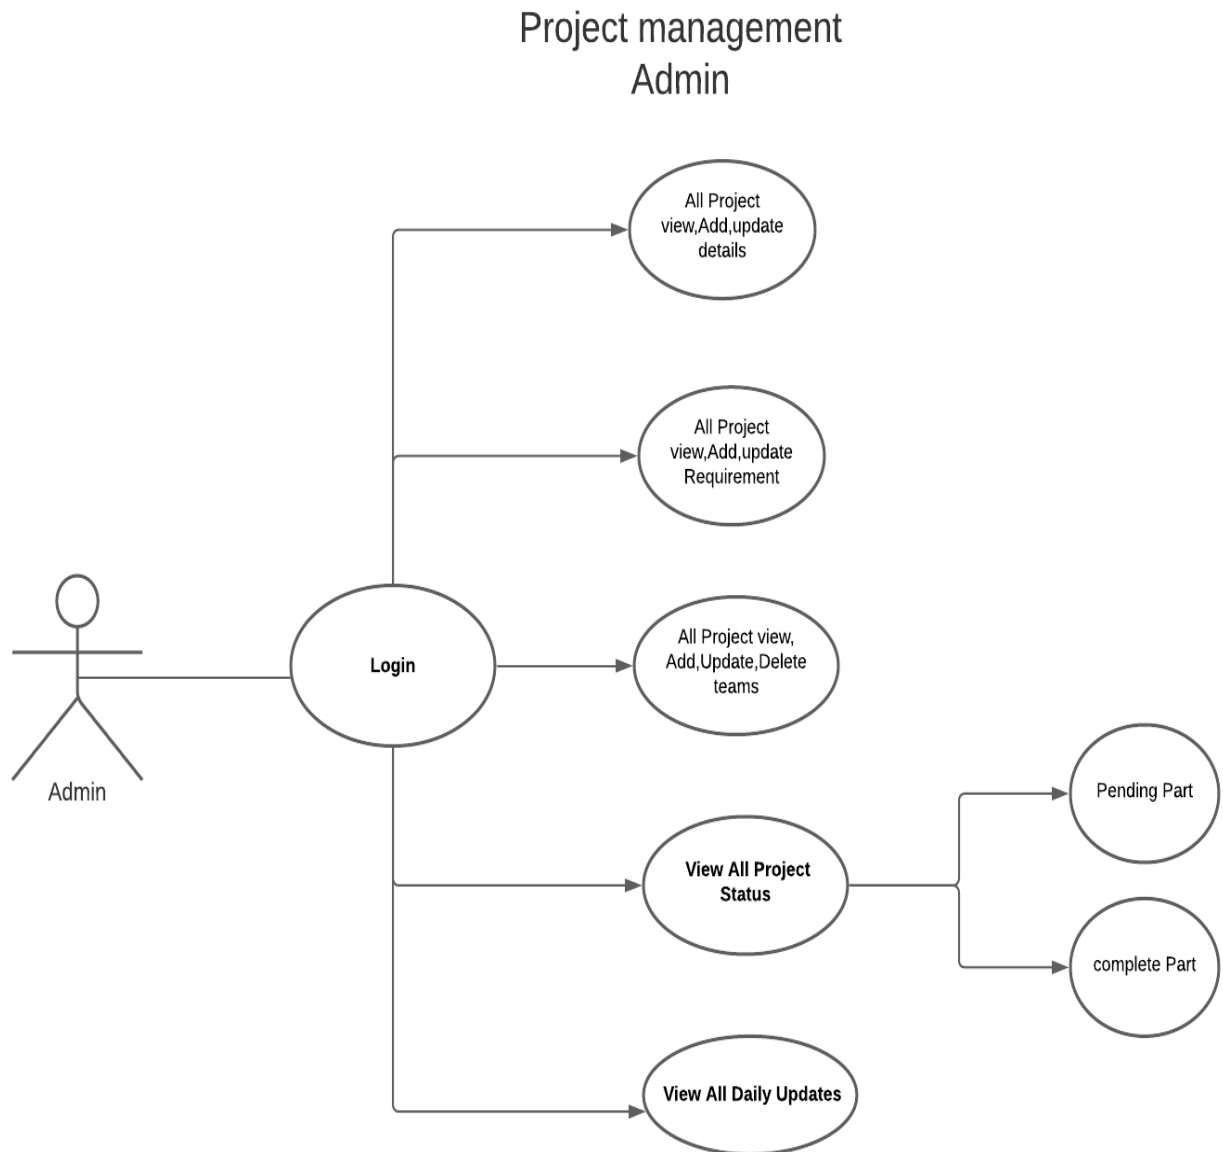 Project management
Admin
All Project
view,Add,update
details
All Project
view,Add,update
Requirement
Login
All Project view,
Add,Update,Delete
teams
Admin
View All Project
Status
Pending Part
complete Part
View All Daily Updates